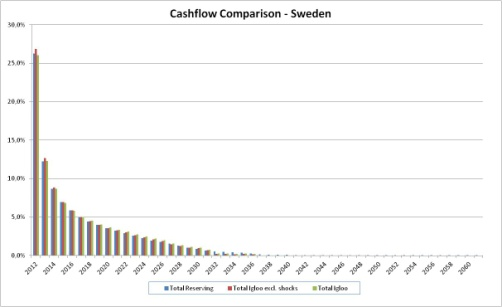 Cashflow Comparison - Sweden
30,0%
25,0%
20,0%
15,0%
10,0%
5,0%
0,0%
2012 2014 2016 2018 2020 2022 2024 2026 2028 2030 2032 2034 2036 2038 2040 2042 2044 2046 2048 2050 2052 2054 2056 2058 2060
Total Reserving Total Igloo excl. shocks Total Igloo